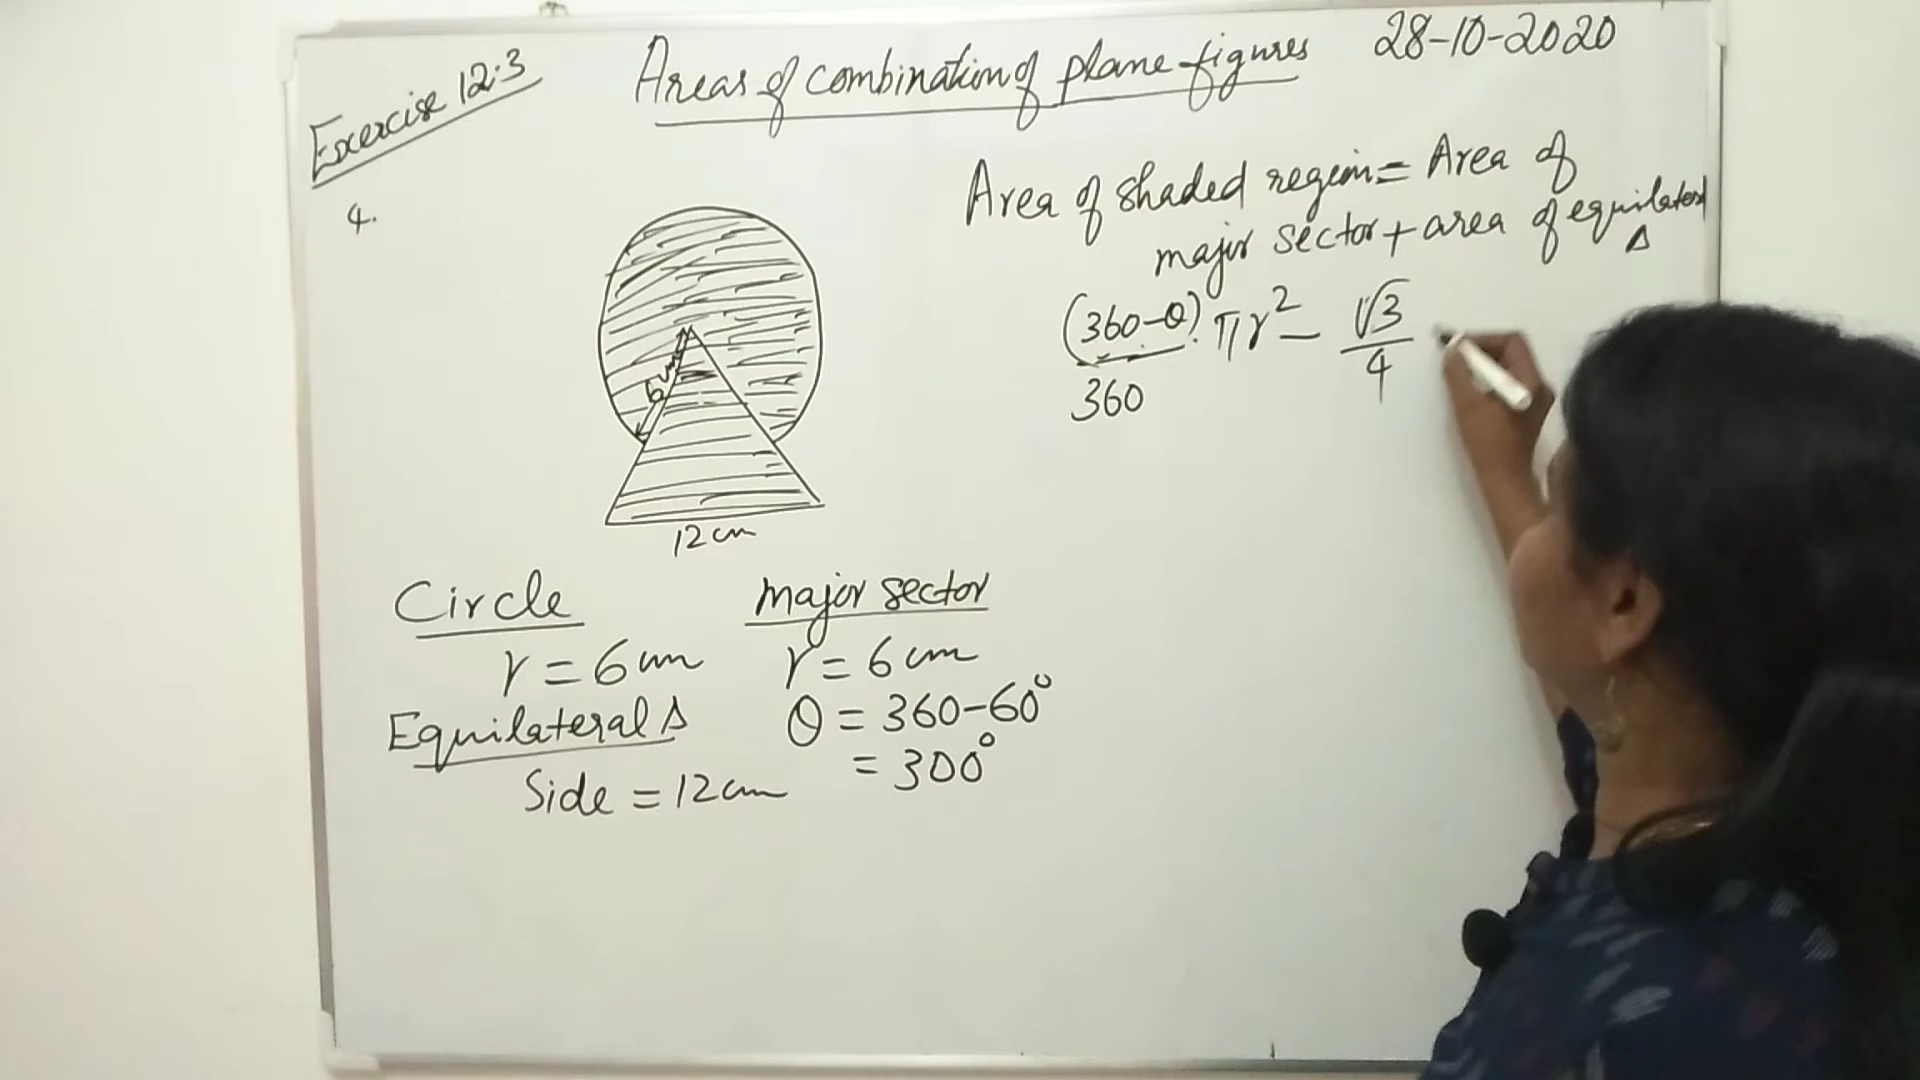 Exercise 12.3
Areas of combination of plane figures 28-10-2020
4.
Area of shaded region = Area of
major sector + area of equilateral
Δ
(360-θ) πr² - √3
360
4
6cm
12cm
Circle
r = 6cm
Equilateral Δ
Side = 12cm
major sector
r = 6cm
θ = 360-60°
= 300°